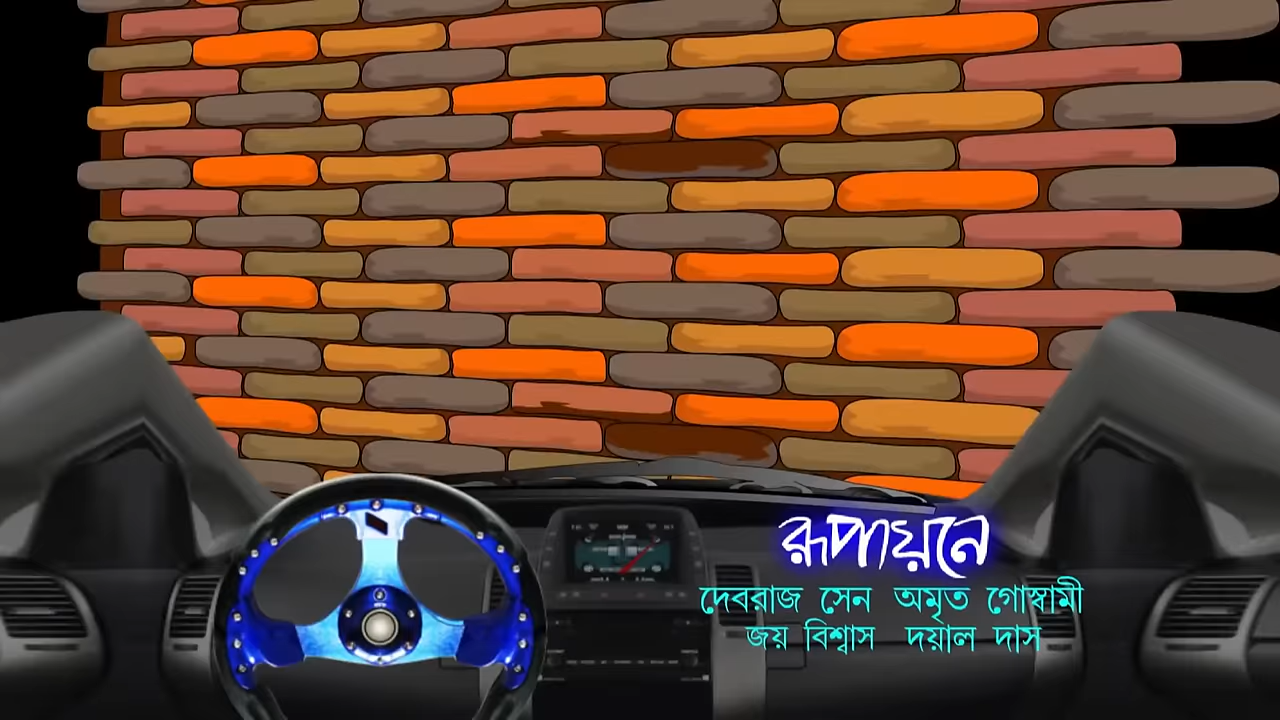 রূপায়নে
দেবরাজ সেন অমৃত গোস্বামী
জয় বিশ্বাস দয়াল দাস